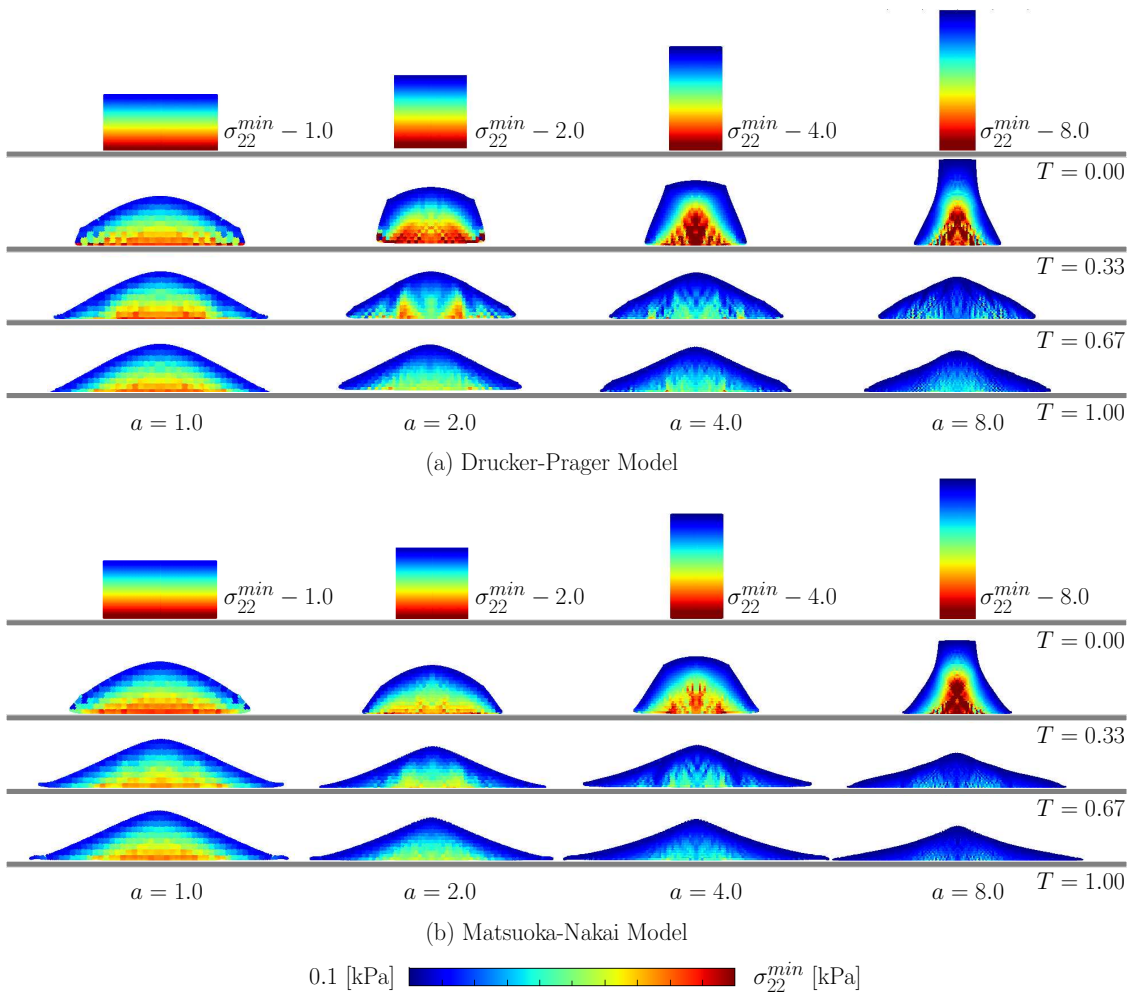 σ₂₂ᵐⁱⁿ − 1.0 σ₂₂ᵐⁱⁿ − 2.0 σ₂₂ᵐⁱⁿ − 4.0 σ₂₂ᵐⁱⁿ − 8.0
T = 0.00
T = 0.33
T = 0.67
T = 1.00
a = 1.0 a = 2.0 a = 4.0 a = 8.0
(a) Drucker-Prager Model
σ₂₂ᵐⁱⁿ − 1.0 σ₂₂ᵐⁱⁿ − 2.0 σ₂₂ᵐⁱⁿ − 4.0 σ₂₂ᵐⁱⁿ − 8.0
T = 0.00
T = 0.33
T = 0.67
T = 1.00
a = 1.0 a = 2.0 a = 4.0 a = 8.0
(b) Matsuoka-Nakai Model
0.1 [kPa] σ₂₂ᵐⁱⁿ [kPa]